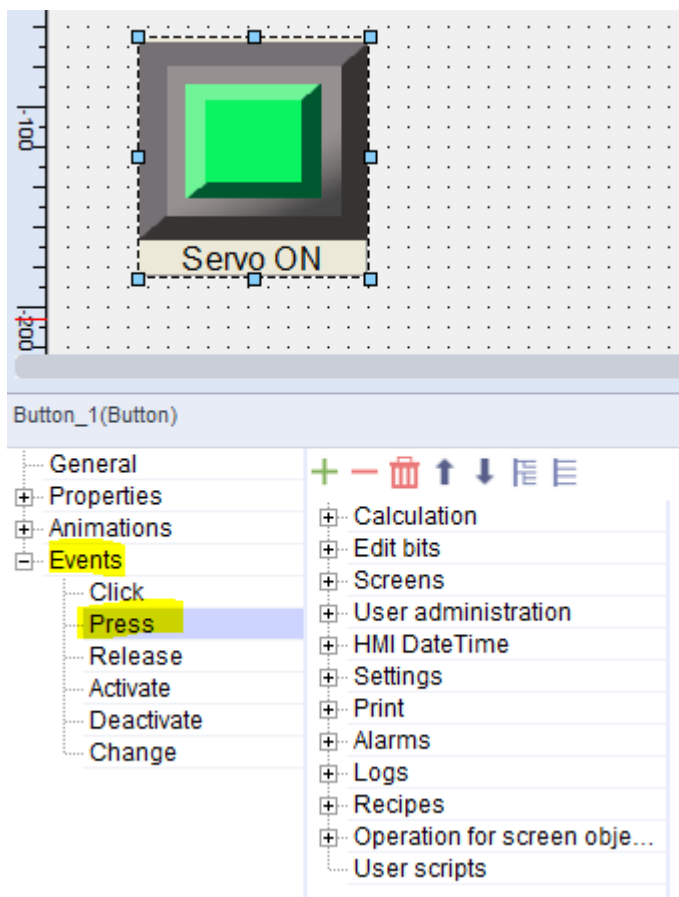 -100
Servo ON
-200
Button_1(Button)
General
Properties
Animations
Events
Click
Press
Release
Activate
Deactivate
Change
Calculation
Edit bits
Screens
User administration
HMI DateTime
Settings
Print
Alarms
Logs
Recipes
Operation for screen obje...
User scripts